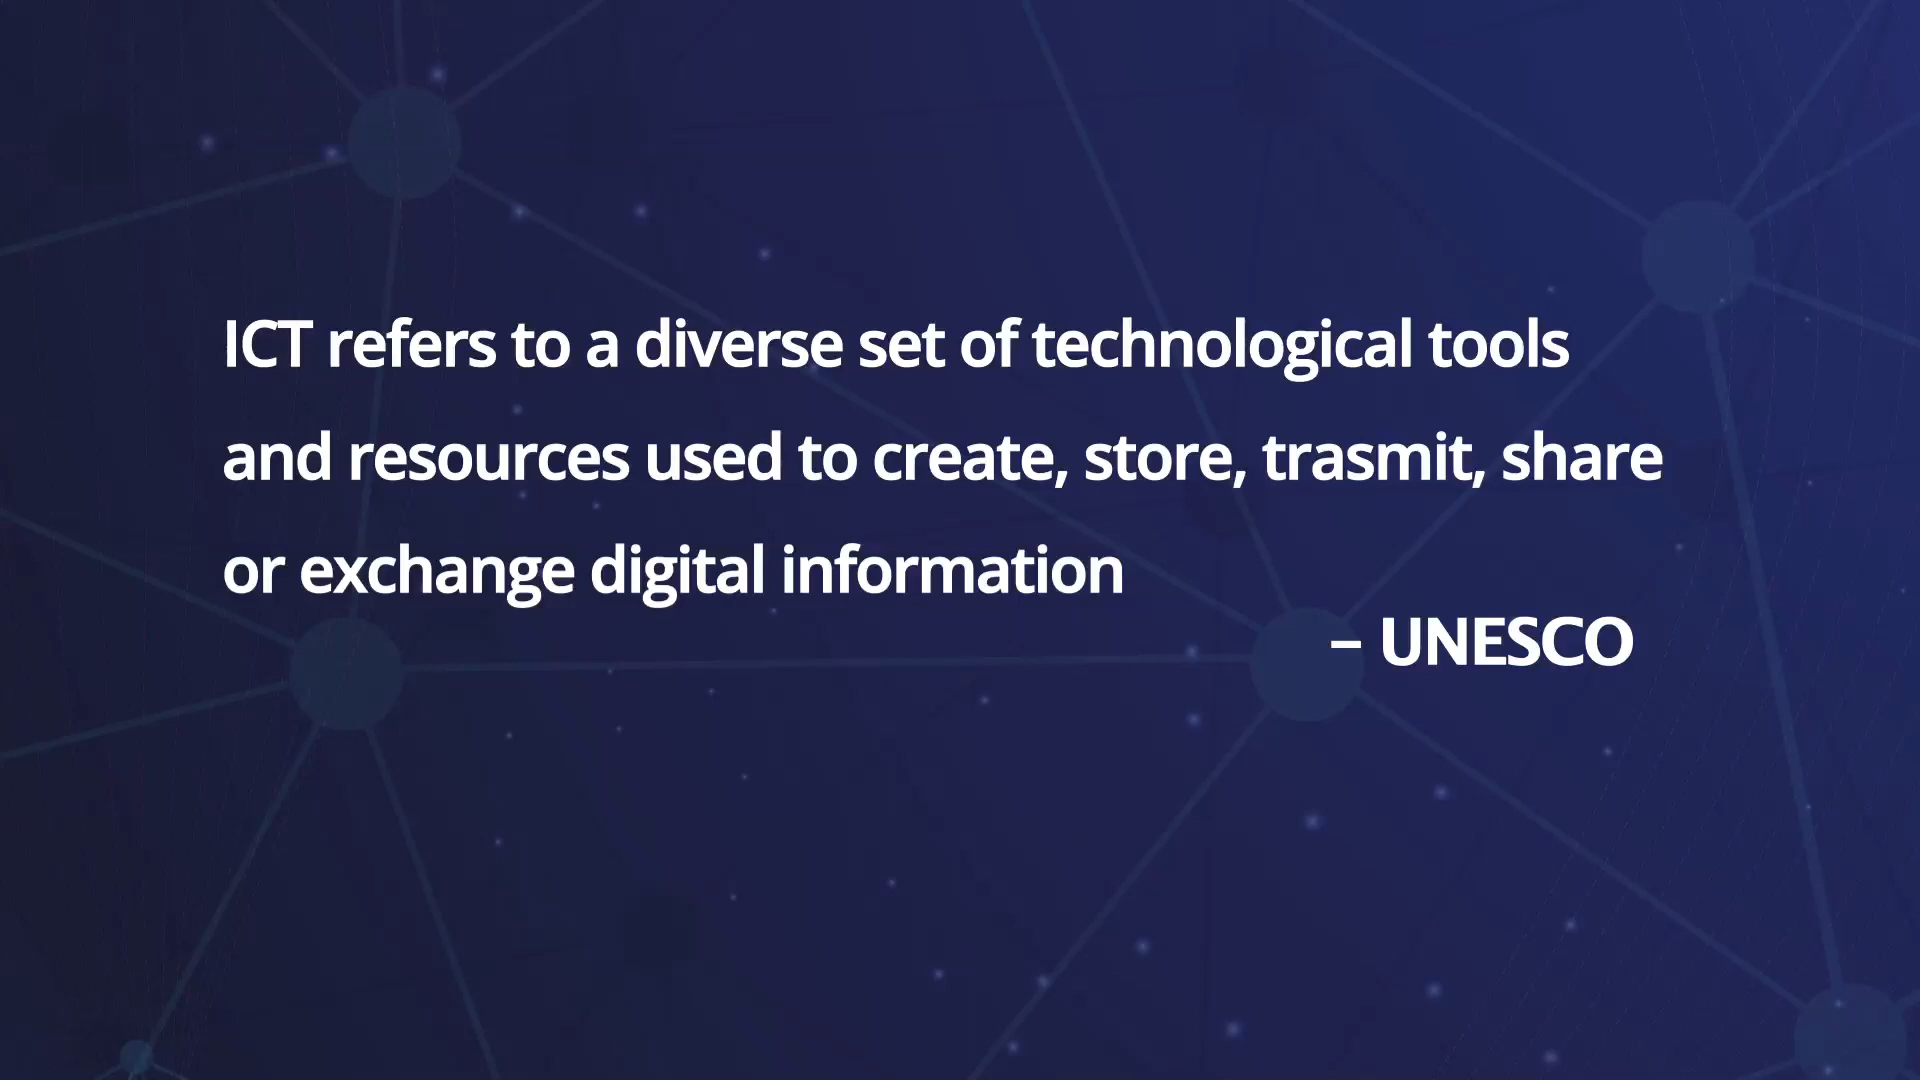 ICT refers to a diverse set of technological tools
and resources used to create, store, trasmit, share
or exchange digital information
– UNESCO